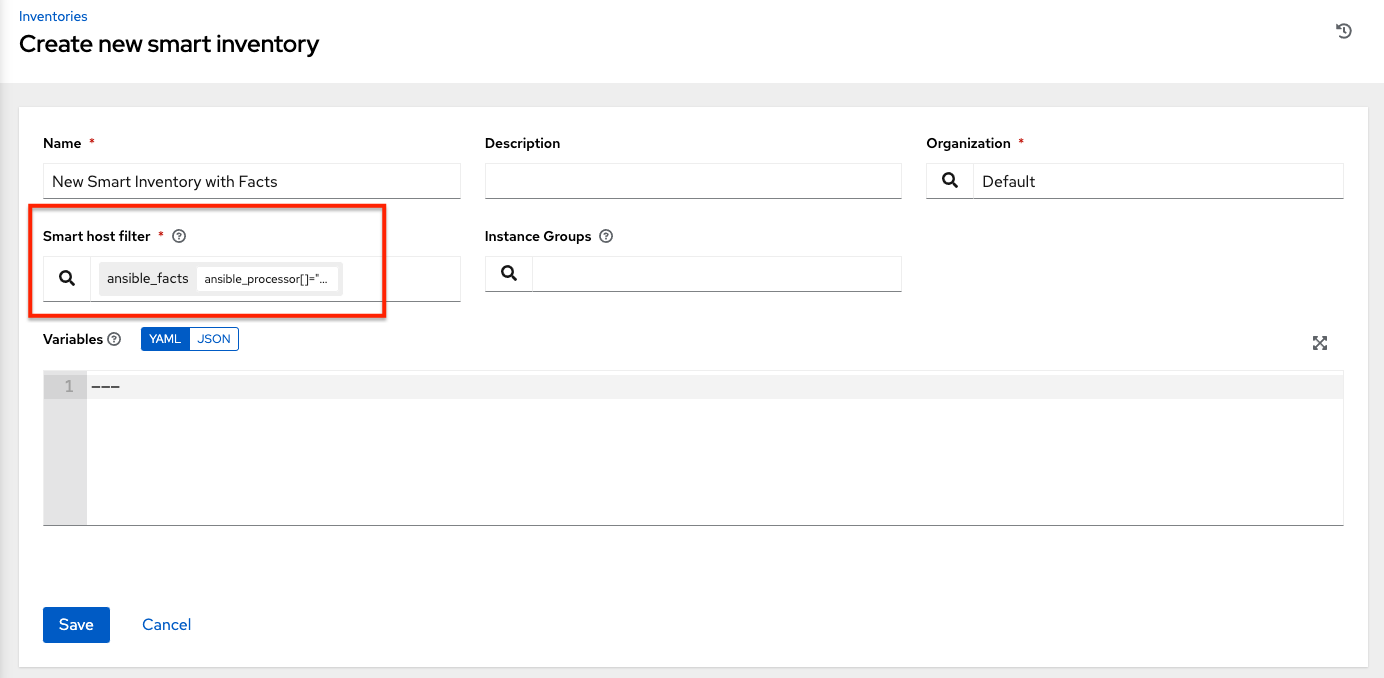 Inventories
Create new smart inventory
Name *
Description
Organization *
New Smart Inventory with Facts
Default
Smart host filter *
Instance Groups
ansible_facts ansible_processor[]="...
Variables
YAML JSON
1 ---
Save Cancel